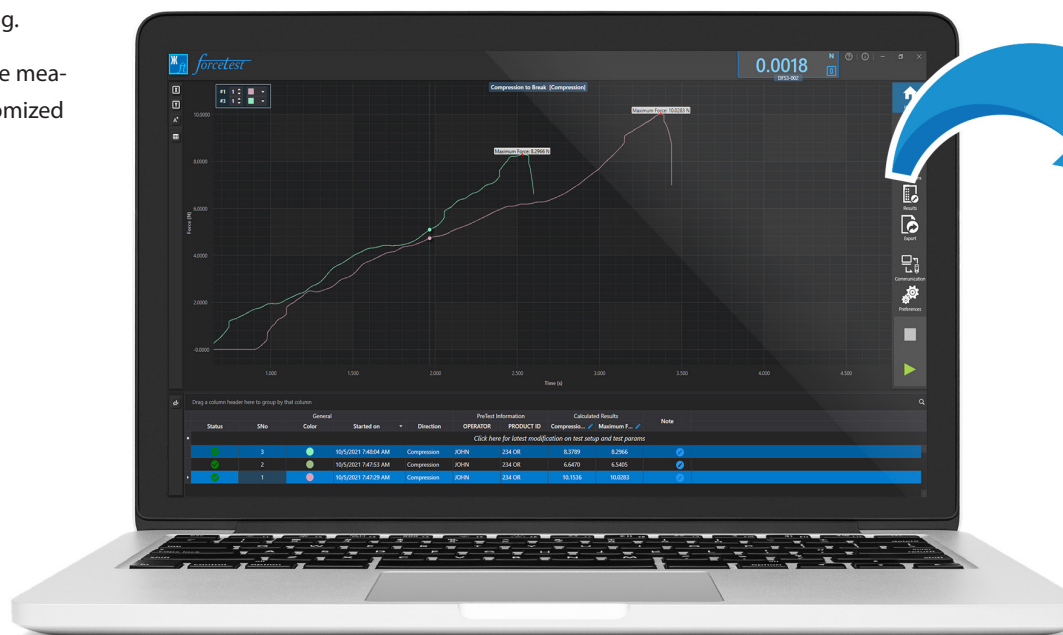 g.
e mea-
omized
ft forcetest
0.0018 N
0
DFS3-002
#1 1
#3 1
Compression to Break [Compression]
Maximum Force: 10.0283 N
Maximum Force: 8.2966 N
Force (N)
10.0000
8.0000
6.0000
4.0000
2.0000
-0.0000
1.000 1.500 2.000 2.500 3.000 3.500 4.000 4.500
Time (s)
Results
Export
Communication
Preferences
Drag a column header here to group by that column
General PreTest Information Calculated Results
Status SNo Color Started on Direction OPERATOR PRODUCT ID Compressio... Maximum F... Note
Click here for latest modification on test setup and test params
3 10/5/2021 7:48:04 AM Compression JOHN 234 OR 8.3789 8.2966
2 10/5/2021 7:47:53 AM Compression JOHN 234 OR 6.6470 6.5405
1 10/5/2021 7:47:29 AM Compression JOHN 234 OR 10.1536 10.0283